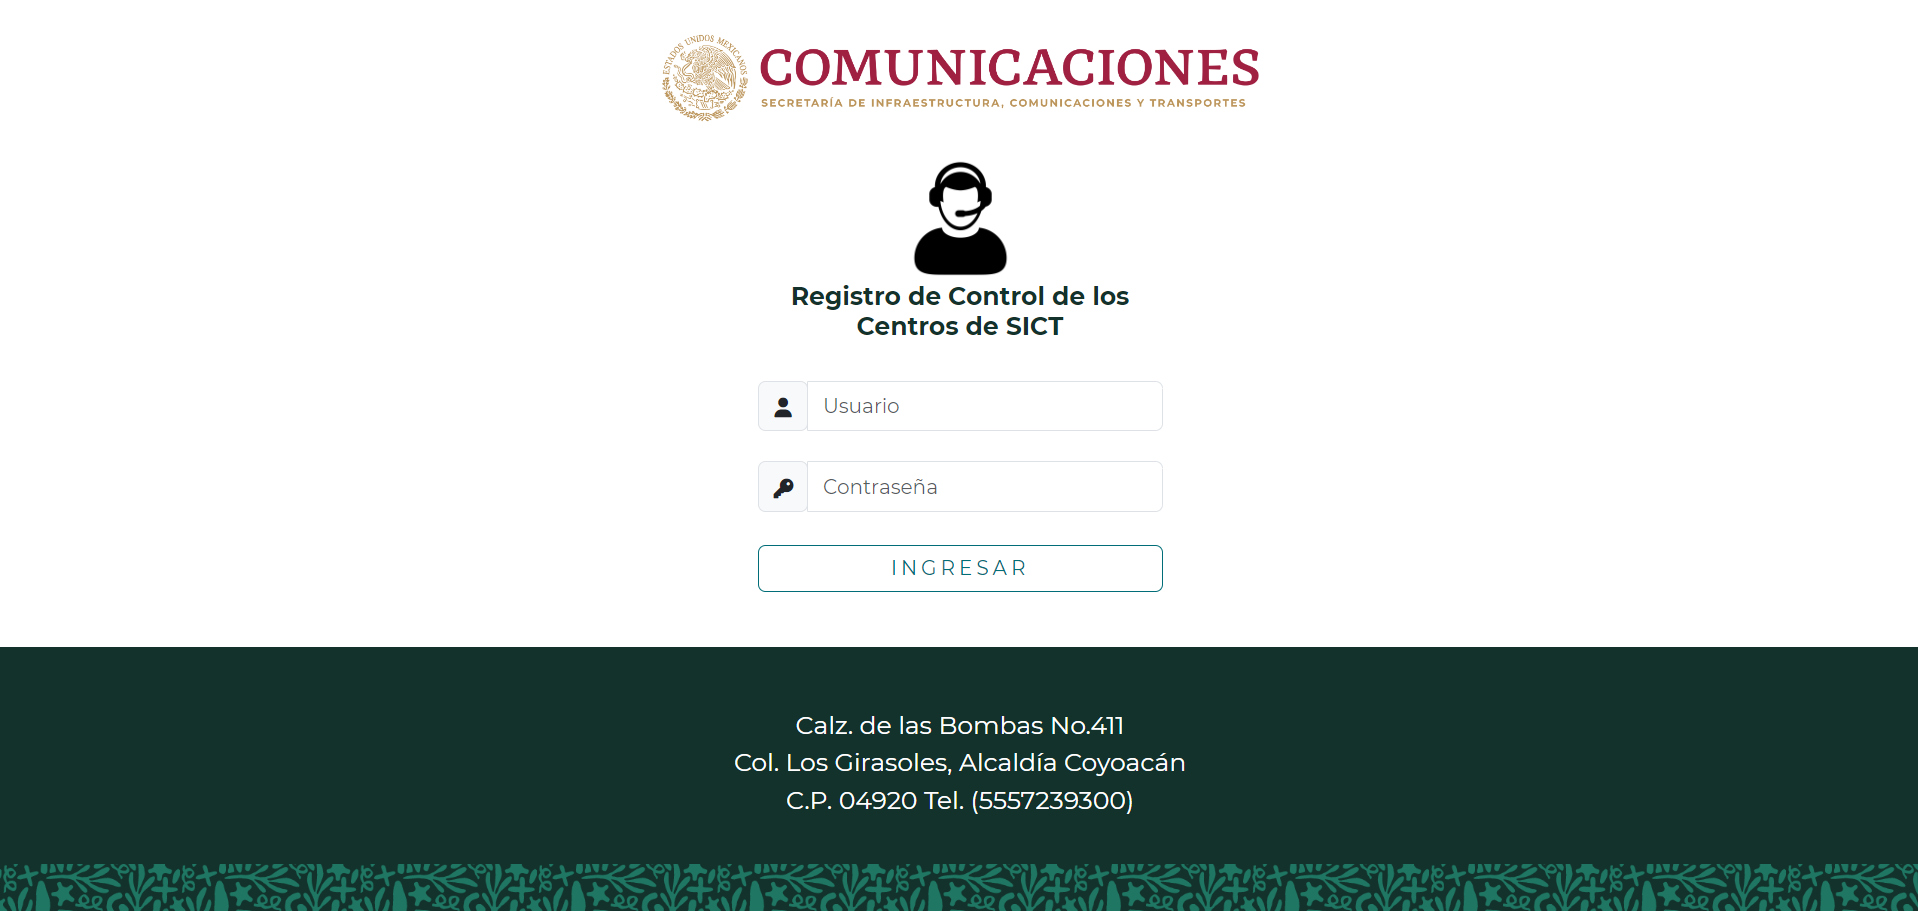 ESTADOS UNIDOS MEXICANOS
COMUNICACIONES
SECRETARÍA DE INFRAESTRUCTURA, COMUNICACIONES Y TRANSPORTES
Registro de Control de los
Centros de SICT
Usuario
Contraseña
INGRESAR
Calz. de las Bombas No.411
Col. Los Girasoles, Alcaldía Coyoacán
C.P. 04920 Tel. (5557239300)